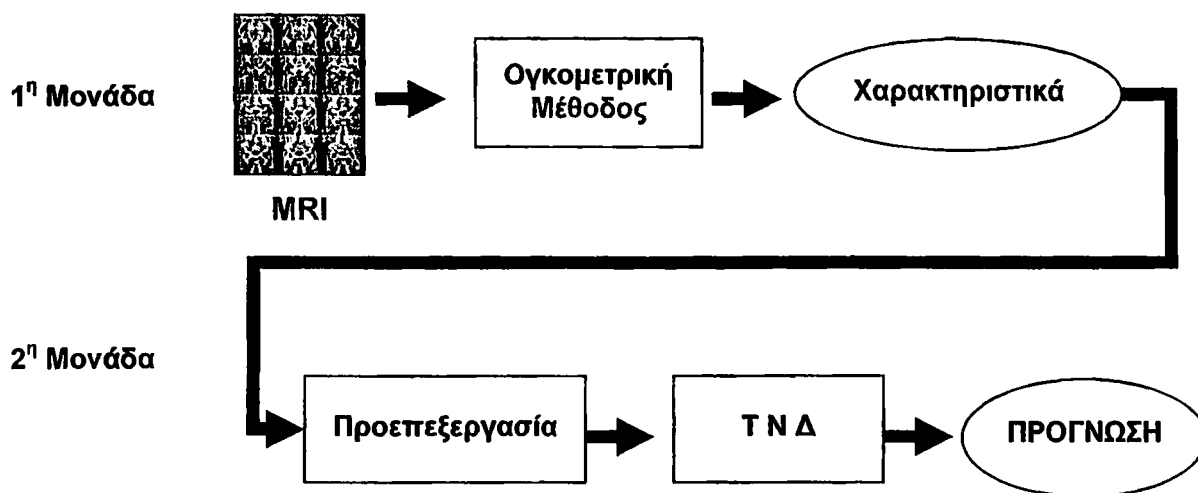 1η Μονάδα
Ογκομετρική
Μέθοδος
Χαρακτηριστικά
MRI
2η Μονάδα
Προεπεξεργασία
Τ Ν Δ
ΠΡΟΓΝΩΣΗ